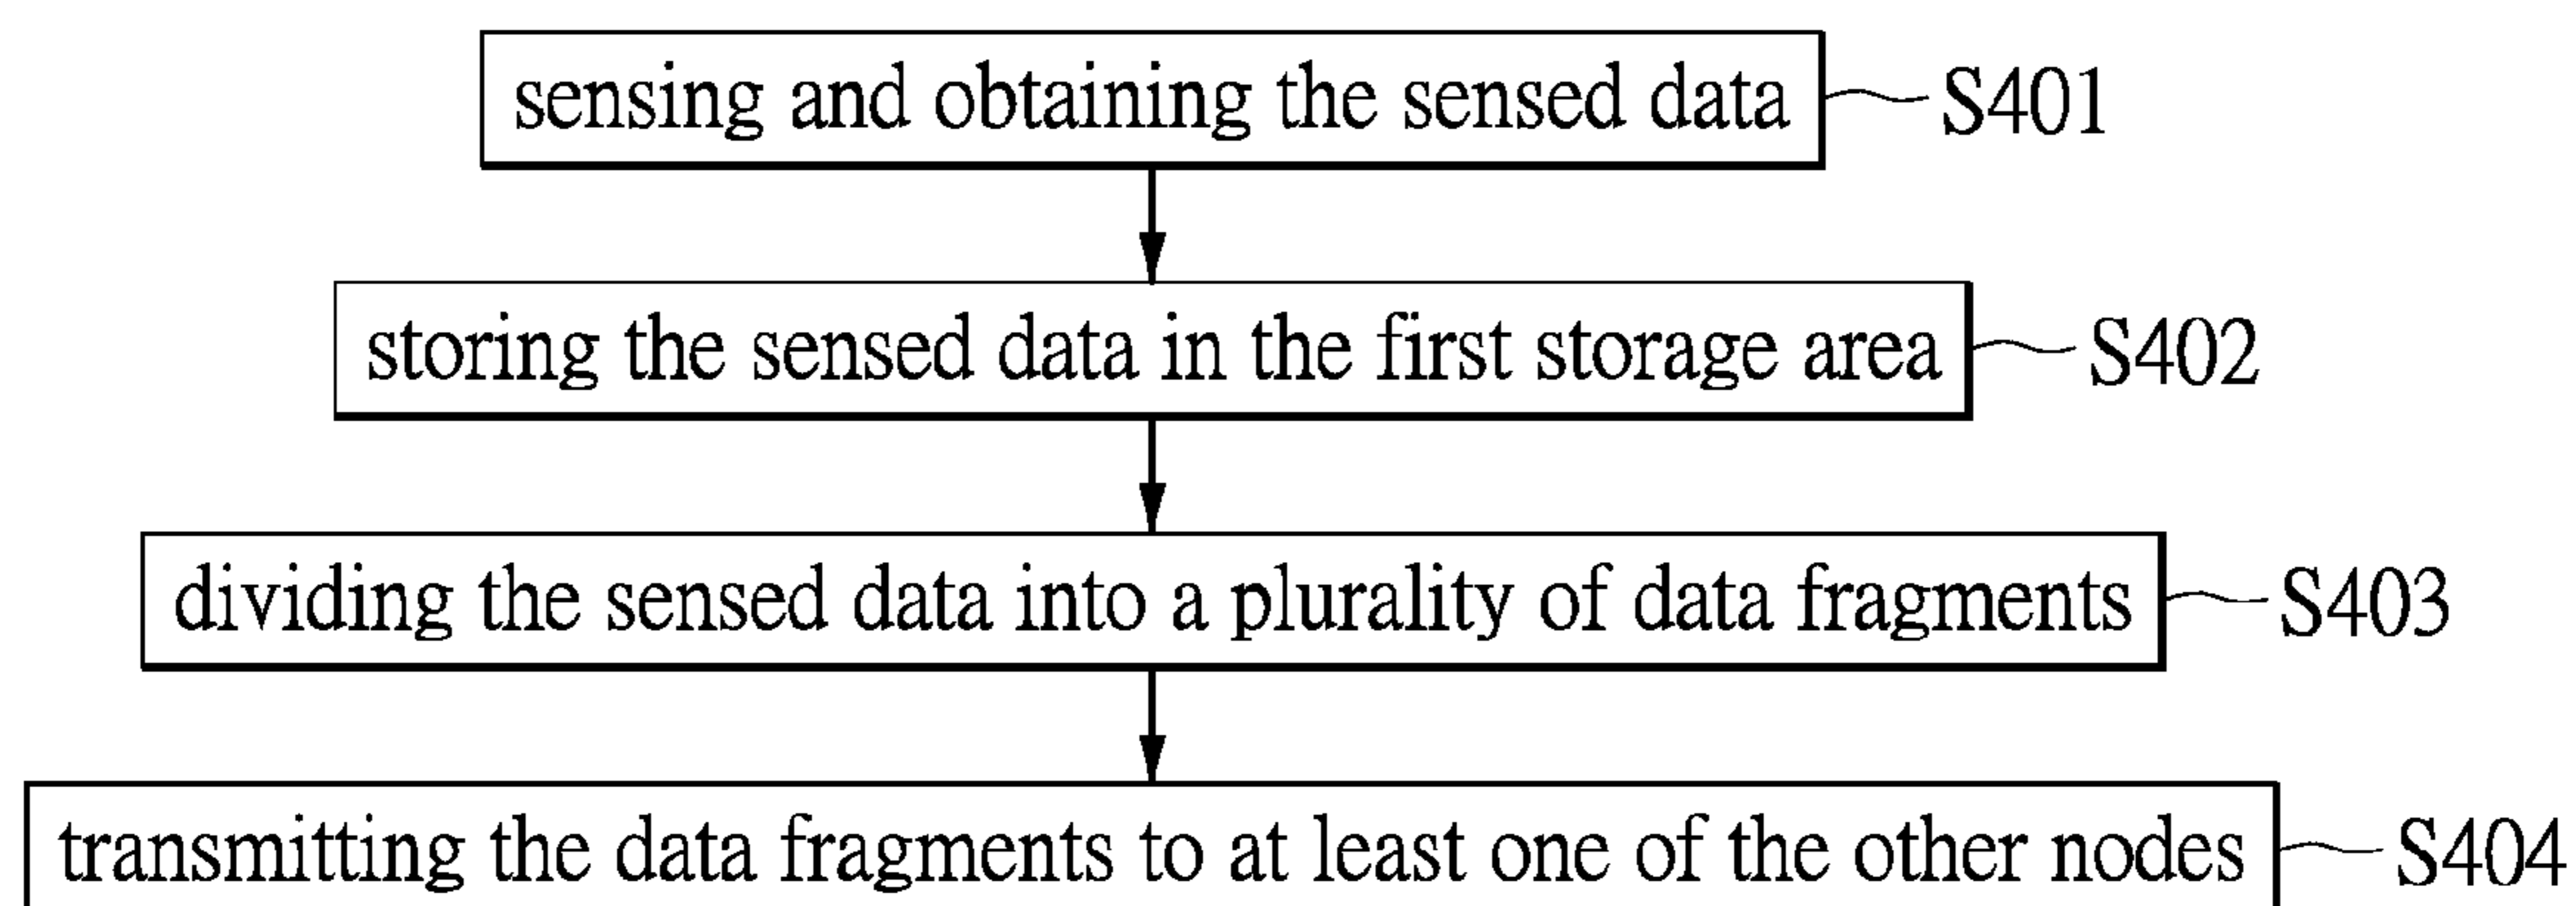 sensing and obtaining the sensed data S401
storing the sensed data in the first storage area S402
dividing the sensed data into a plurality of data fragments S403
transmitting the data fragments to at least one of the other nodes S404